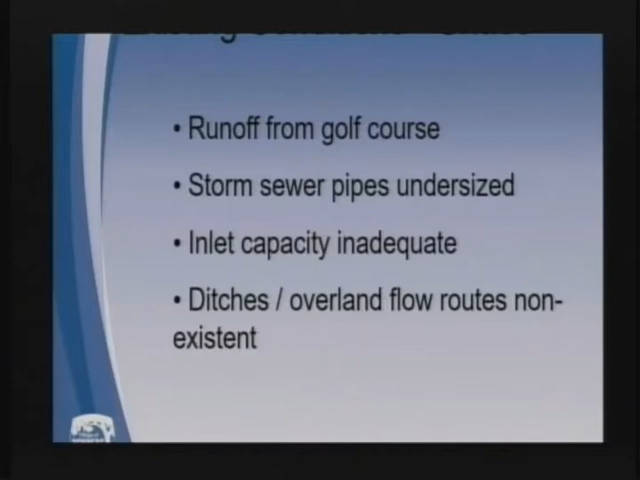 • Runoff from golf course
• Storm sewer pipes undersized
• Inlet capacity inadequate
• Ditches / overland flow routes non-
existent